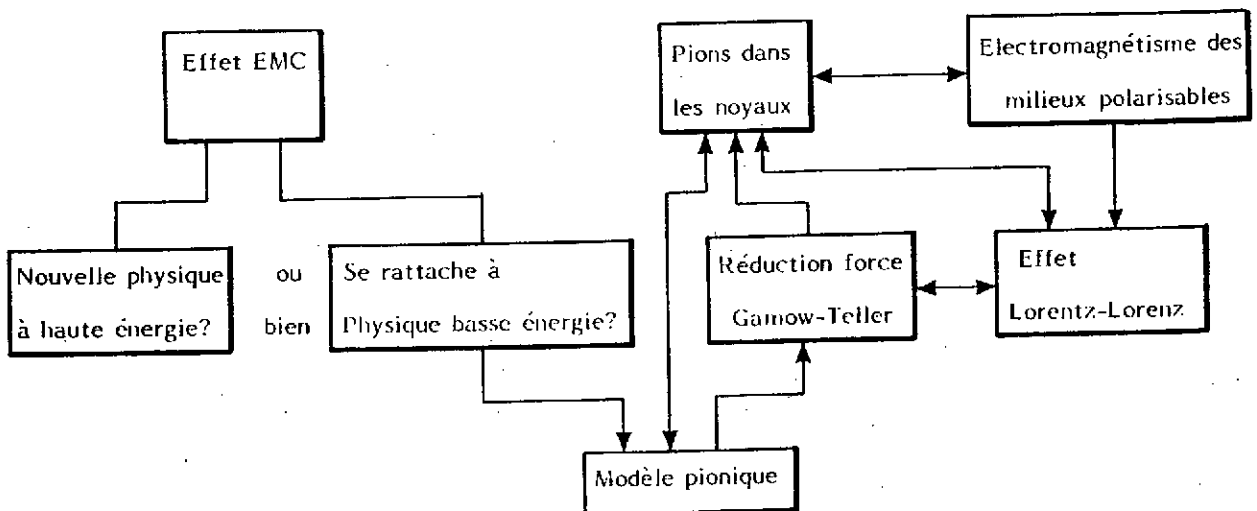 Effet EMC
Pions dans
les noyaux
Electromagnétisme des
milieux polarisables
Nouvelle physique
à haute énergie?
ou
bien
Se rattache à
Physique basse énergie?
Réduction force
Gamow-Teller
Effet
Lorentz-Lorenz
Modèle pionique